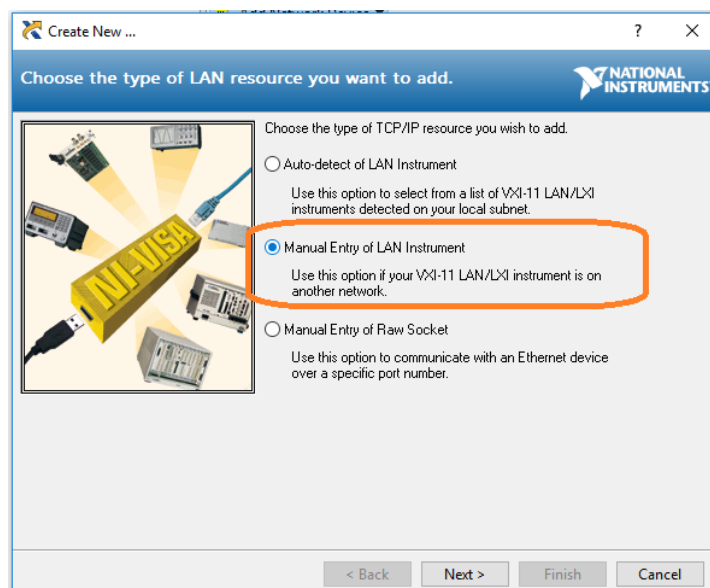 Create New ...
?
Choose the type of LAN resource you want to add.
NATIONAL
INSTRUMENTS
Choose the type of TCP/IP resource you wish to add.
Auto-detect of LAN Instrument
Use this option to select from a list of VXI-11 LAN/LXI
instruments detected on your local subnet.
Manual Entry of LAN Instrument
Use this option if your VXI-11 LAN/LXI instrument is on
another network.
Manual Entry of Raw Socket
Use this option to communicate with an Ethernet device
over a specific port number.
NI-VISA
< Back
Next >
Finish
Cancel